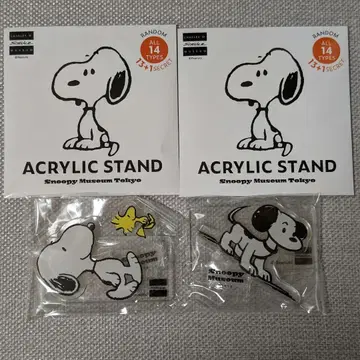 RANDOM
ALL
14
TYPES
13+1 SECRET
ACRYLIC STAND
Snoopy Museum Tokyo
RANDOM
ALL
14
TYPES
13+1 SECRET
ACRYLIC STAND
Snoopy Museum Tokyo
Snoopy
Museum